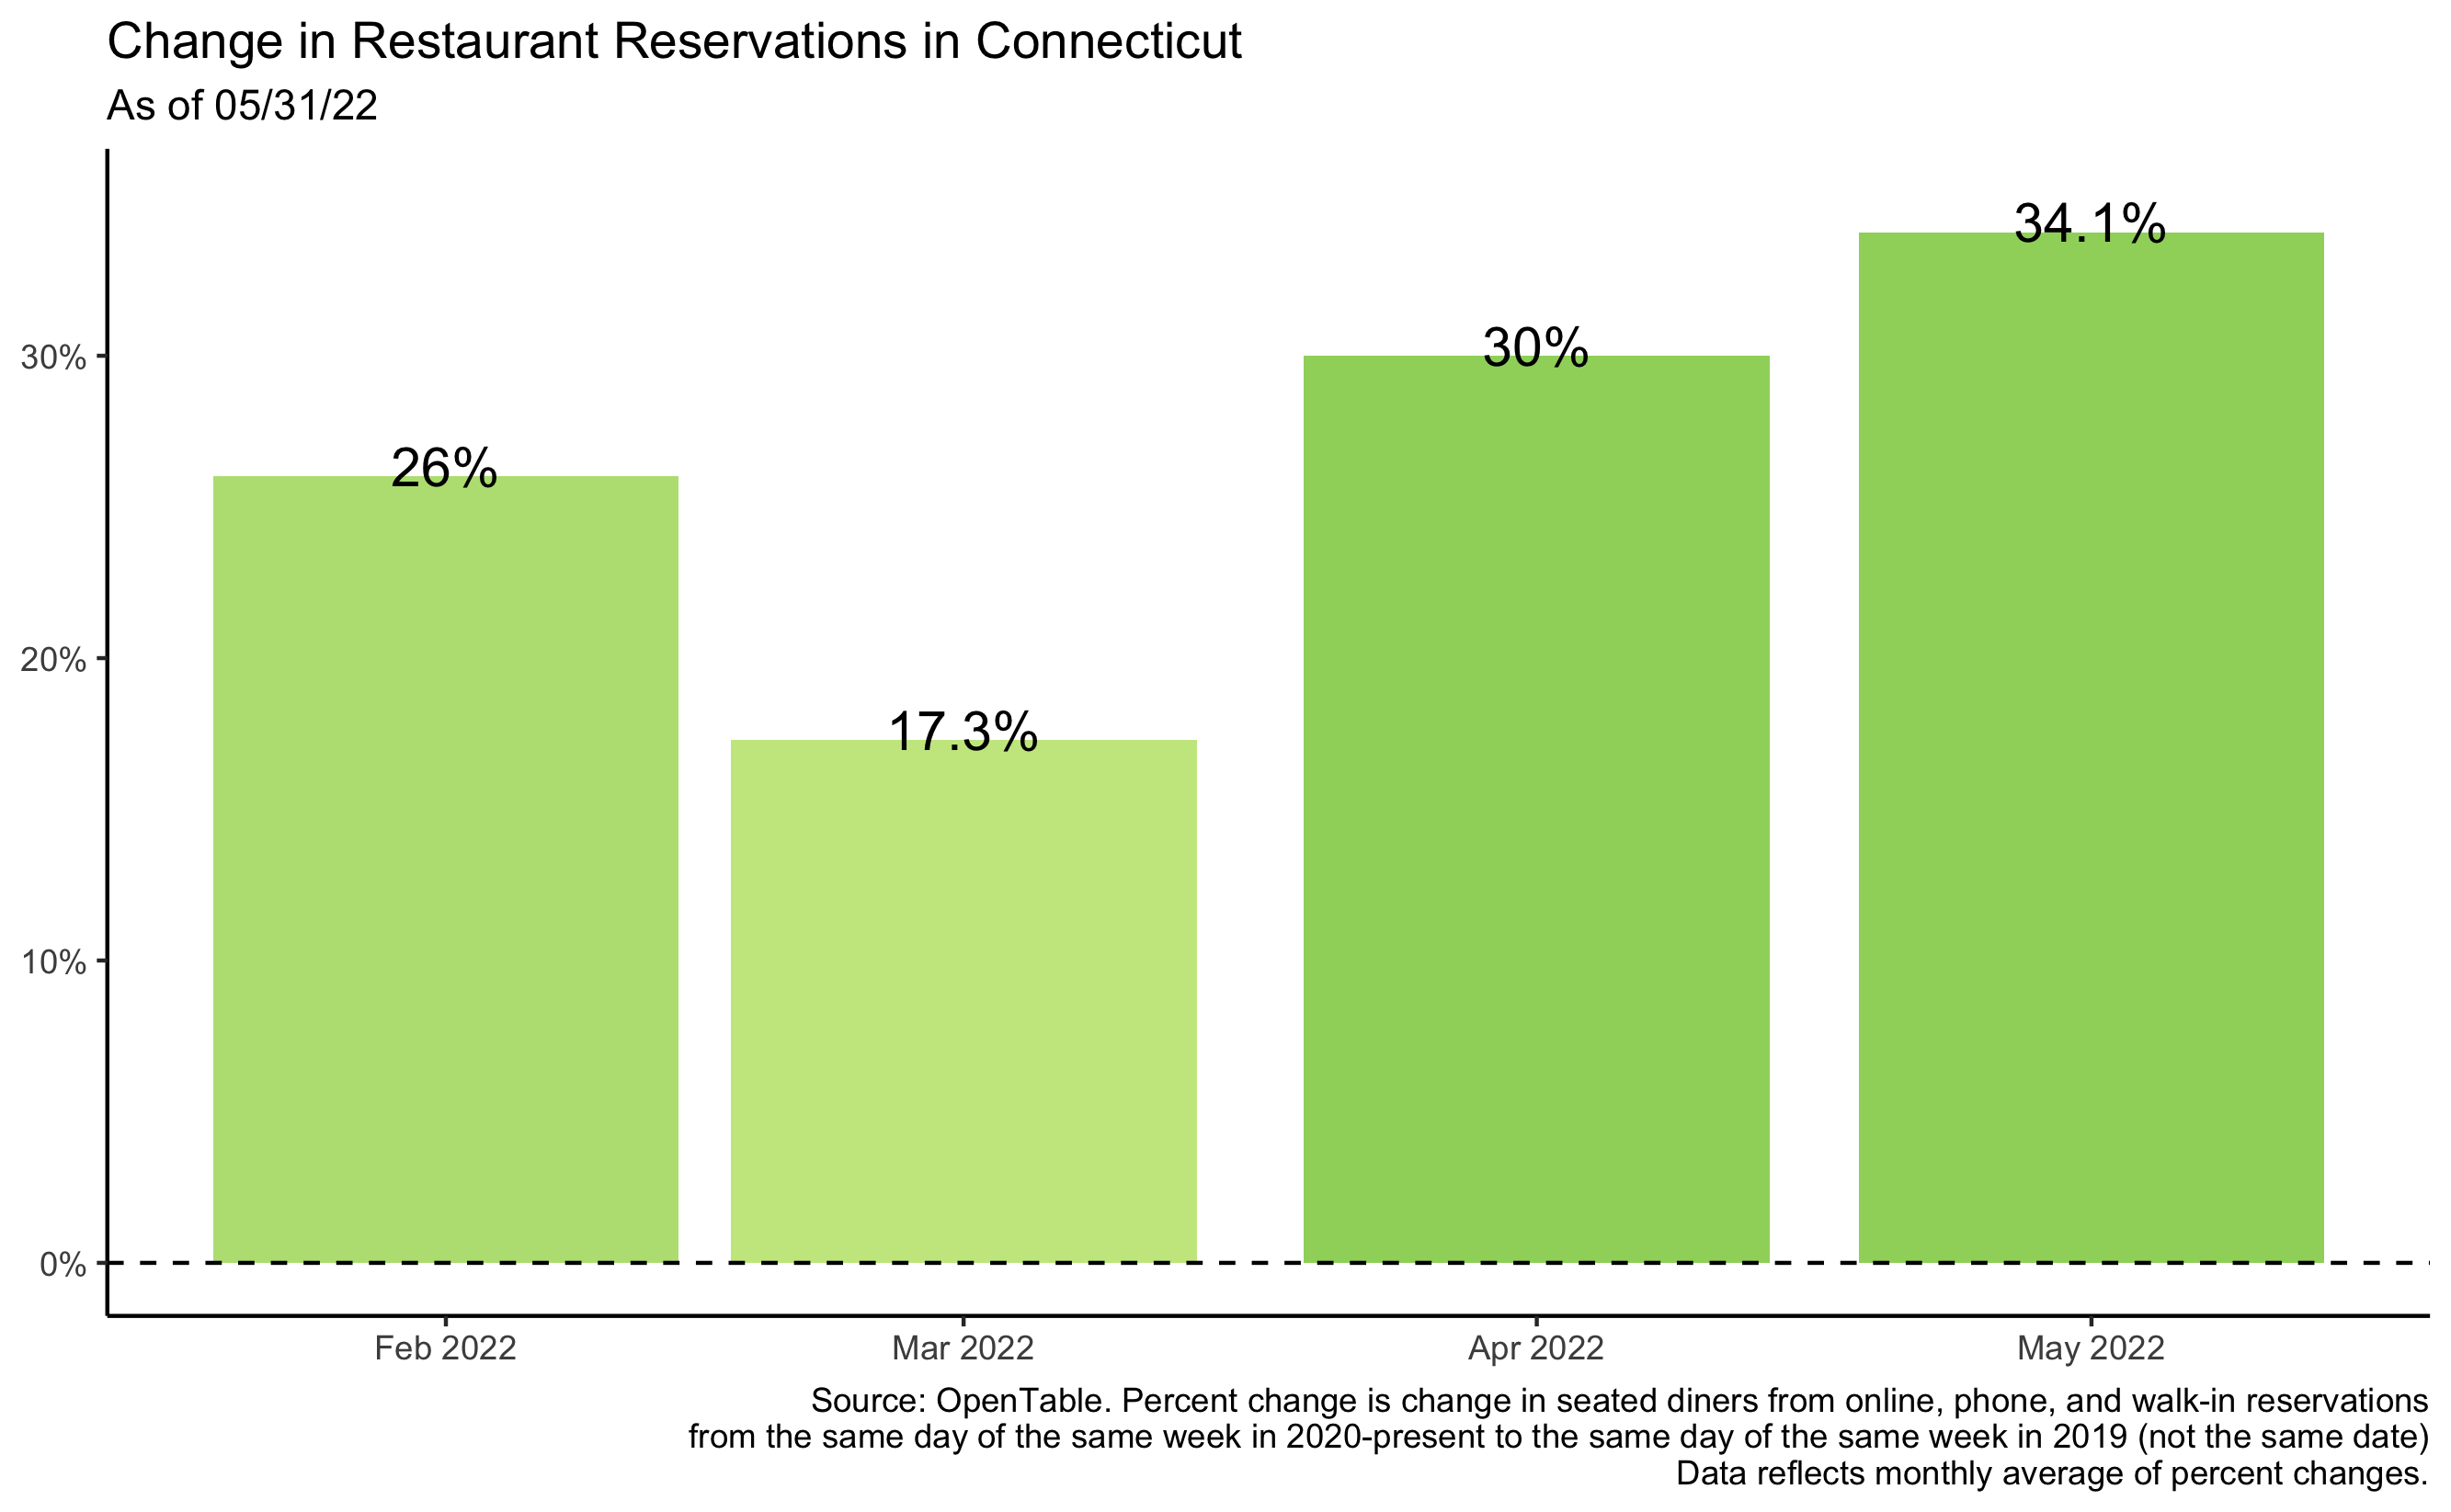 Change in Restaurant Reservations in Connecticut
As of 05/31/22
34.1%
30%
30%
26%
20%
17.3%
10%
0%
Feb 2022
Mar 2022
Apr 2022
May 2022
Source: OpenTable. Percent change is change in seated diners from online, phone, and walk-in reservations
from the same day of the same week in 2020-present to the same day of the same week in 2019 (not the same date)
Data reflects monthly average of percent changes.